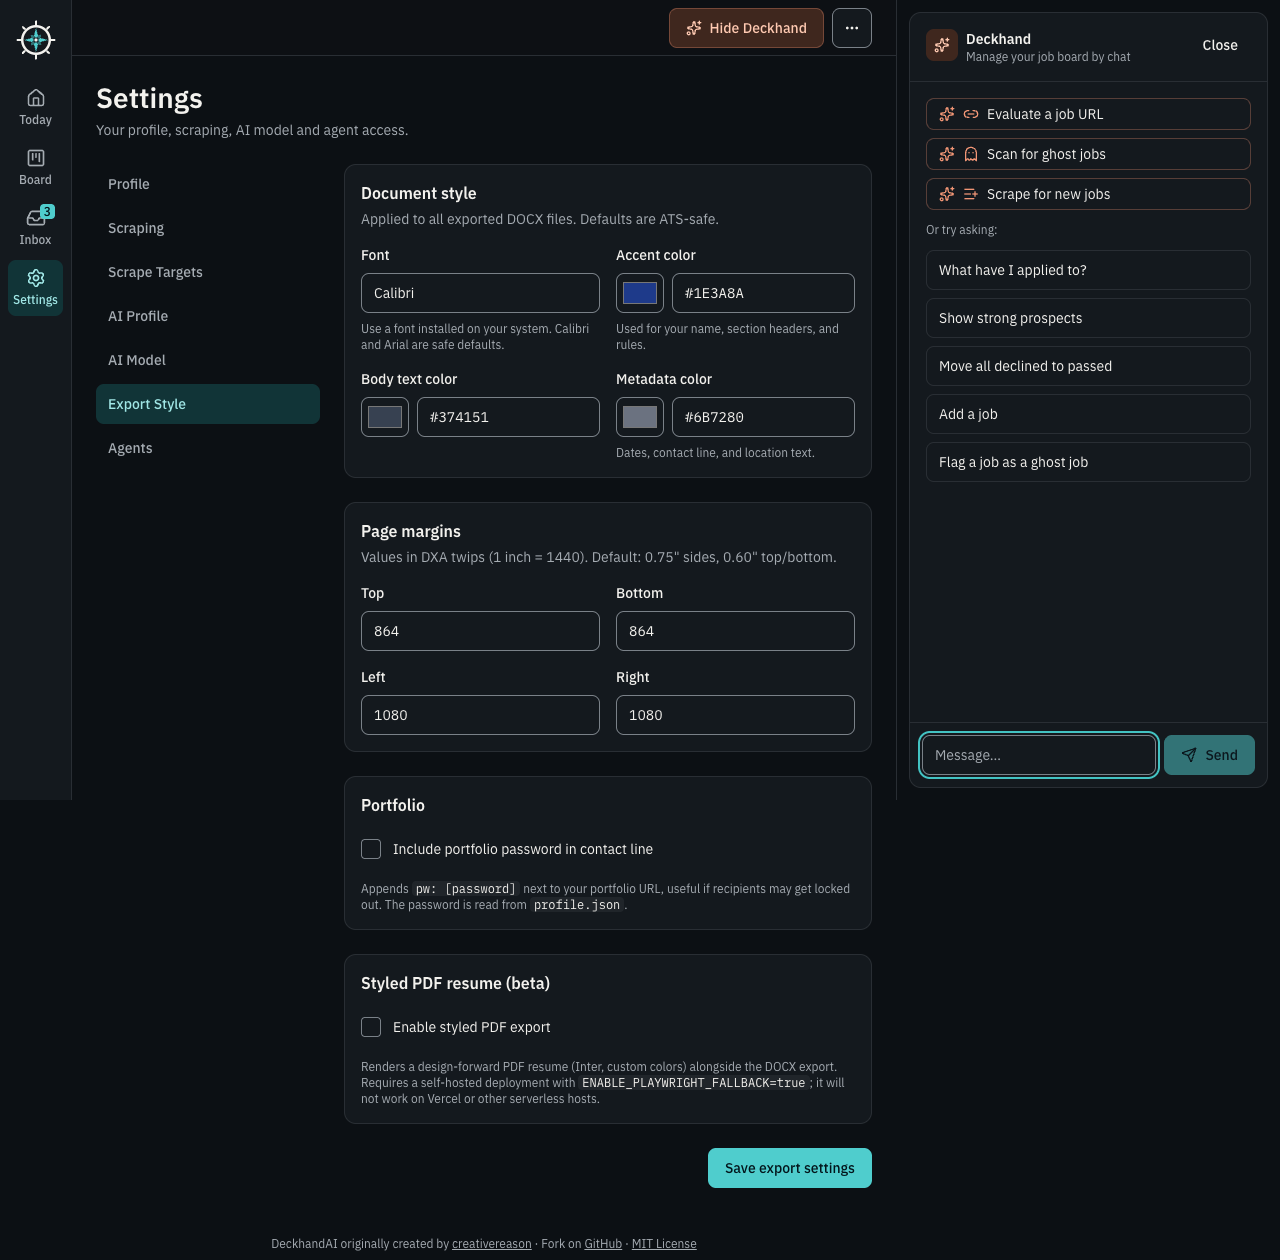 Today
Board
3
Inbox
Settings
Hide Deckhand
Settings
Your profile, scraping, AI model and agent access.
Profile
Scraping
Scrape Targets
AI Profile
AI Model
Export Style
Agents
Document style
Applied to all exported DOCX files. Defaults are ATS-safe.
Font
Accent color
Calibri
#1E3A8A
Use a font installed on your system. Calibri
and Arial are safe defaults.
Used for your name, section headers, and
rules.
Body text color
Metadata color
#374151
#6B7280
Dates, contact line, and location text.
Page margins
Values in DXA twips (1 inch = 1440). Default: 0.75" sides, 0.60" top/bottom.
Top
Bottom
864
864
Left
Right
1080
1080
Portfolio
Include portfolio password in contact line
Appends pw: [password] next to your portfolio URL, useful if recipients may get locked
out. The password is read from profile.json.
Styled PDF resume (beta)
Enable styled PDF export
Renders a design-forward PDF resume (Inter, custom colors) alongside the DOCX export.
Requires a self-hosted deployment with ENABLE_PLAYWRIGHT_FALLBACK=true; it will
not work on Vercel or other serverless hosts.
Save export settings
DeckhandAI originally created by creativereason · Fork on GitHub · MIT License
Deckhand
Manage your job board by chat
Close
Evaluate a job URL
Scan for ghost jobs
Scrape for new jobs
Or try asking:
What have I applied to?
Show strong prospects
Move all declined to passed
Add a job
Flag a job as a ghost job
Message...
Send